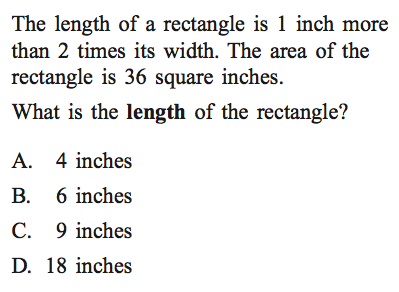 The length of a rectangle is 1 inch more
than 2 times its width. The area of the
rectangle is 36 square inches.
What is the length of the rectangle?
A. 4 inches
B. 6 inches
C. 9 inches
D. 18 inches